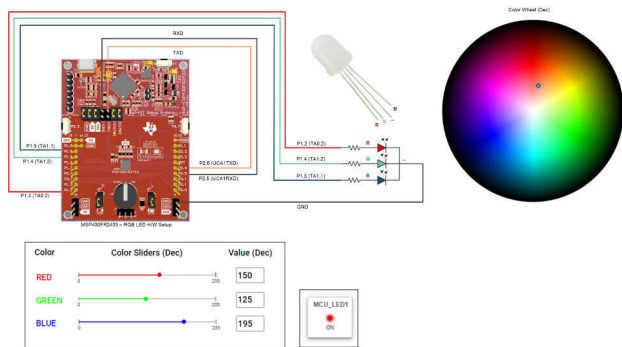 Color Wheel (Dec)
RXD
TXD
P1.5 (TA1.1)
P1.4 (TA1.2)
P2.6 (UCA1TXD)
P2.5 (UCA1RXD)
P1.2 (TA0.2)
P1.2 (TA0.2)
R
P1.4 (TA1.2)
G
P1.5 (TA1.1)
B
GND
R
G
-
B
MSP430FR2433 – RGB LED H/W Setup
Color Color Sliders (Dec) Value (Dec)
RED 0 255 150
GREEN 0 255 125
BLUE 0 255 195
MCU_LED1
ON